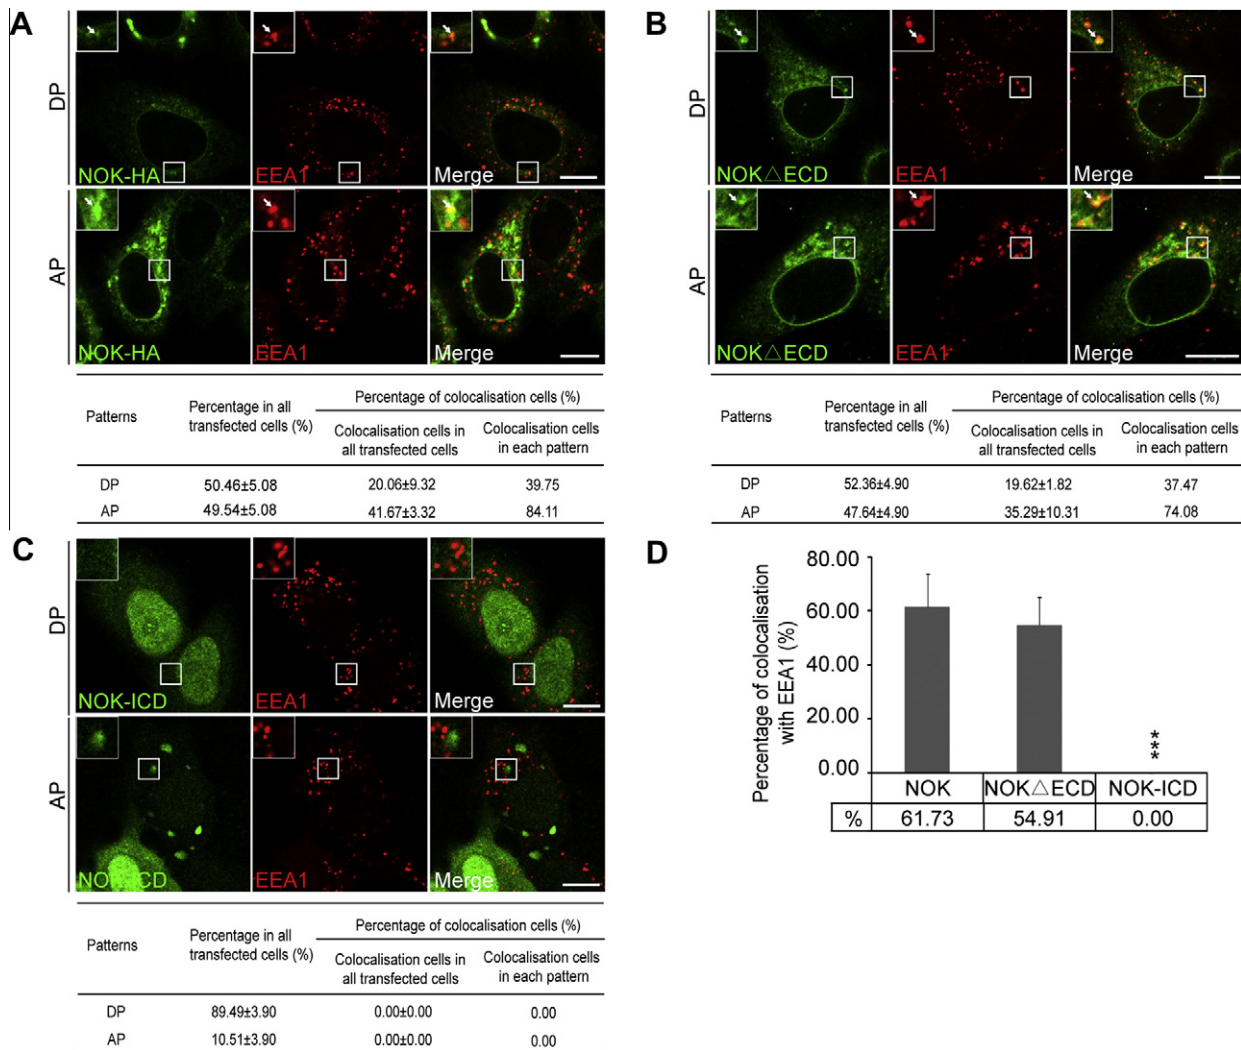 A
DP
NOK-HA
EEA1
Merge
AP
NOK-HA
EEA1
Merge
Patterns
Percentage in all transfected cells (%)
Percentage of colocalisation cells (%)
Colocalisation cells in all transfected cells
Colocalisation cells in each pattern
DP 50.46±5.08 20.06±9.32 39.75
AP 49.54±5.08 41.67±3.32 84.11
B
DP
NOK△ECD
EEA1
Merge
AP
NOK△ECD
EEA1
Merge
Patterns
Percentage in all transfected cells (%)
Percentage of colocalisation cells (%)
Colocalisation cells in all transfected cells
Colocalisation cells in each pattern
DP 52.36±4.90 19.62±1.82 37.47
AP 47.64±4.90 35.29±10.31 74.08
C
DP
NOK-ICD
EEA1
Merge
AP
NOK-ICD
EEA1
Merge
Patterns
Percentage in all transfected cells (%)
Percentage of colocalisation cells (%)
Colocalisation cells in all transfected cells
Colocalisation cells in each pattern
DP 89.49±3.90 0.00±0.00 0.00
AP 10.51±3.90 0.00±0.00 0.00
D
Percentage of colocalisation with EEA1 (%)
80.00
60.00
40.00
20.00
0.00
***
NOK NOK△ECD NOK-ICD
% 61.73 54.91 0.00